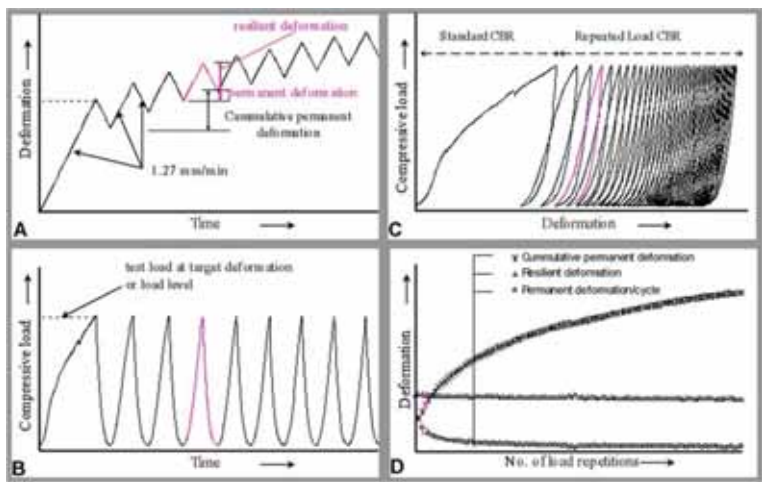 resilient deformation
permanent deformation
Cummulative permanent
deformation
1.27 mm/min
Deformation
Time
A
Standard CBR
Repeated Load CBR
Compressive load
Deformation
C
test load at target deformation
or load level
Compressive load
Time
B
Cummulative permanent deformation
Resilient deformation
Permanent deformation/cycle
Deformation
No. of load repetitions
D